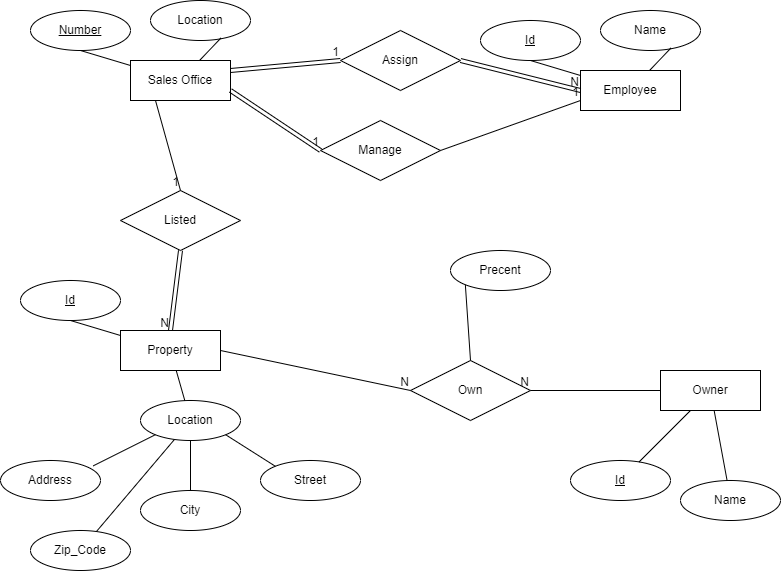 Number
Location
Name
Id
Sales Office
1
Assign
N
1
Employee
1
Manage
1
Listed
Id
N
Property
Precent
N
Own
N
Owner
Location
Address
Street
City
Zip_Code
Id
Name